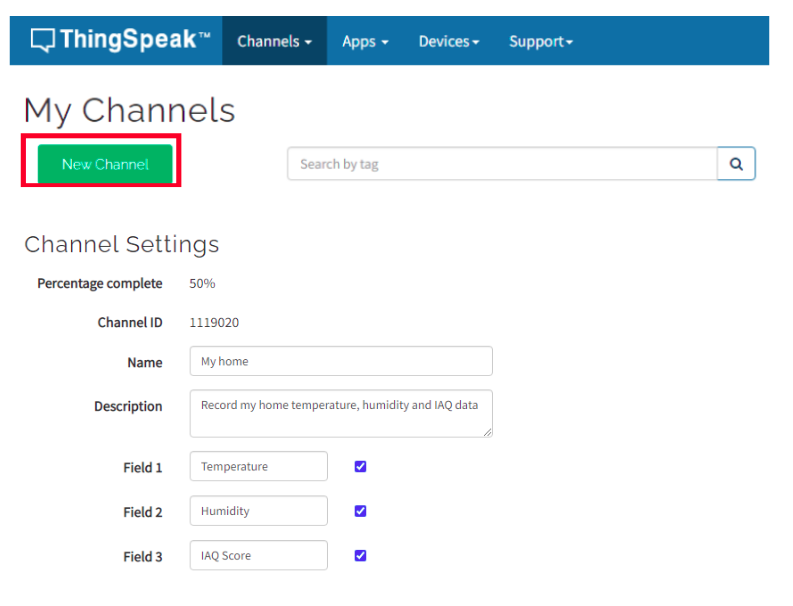 ThingSpeak™ Channels Apps Devices Support
My Channels
New Channel Search by tag
Channel Settings
Percentage complete 50%
Channel ID 1119020
Name My home
Description Record my home temperature, humidity and IAQ data
Field 1 Temperature
Field 2 Humidity
Field 3 IAQ Score